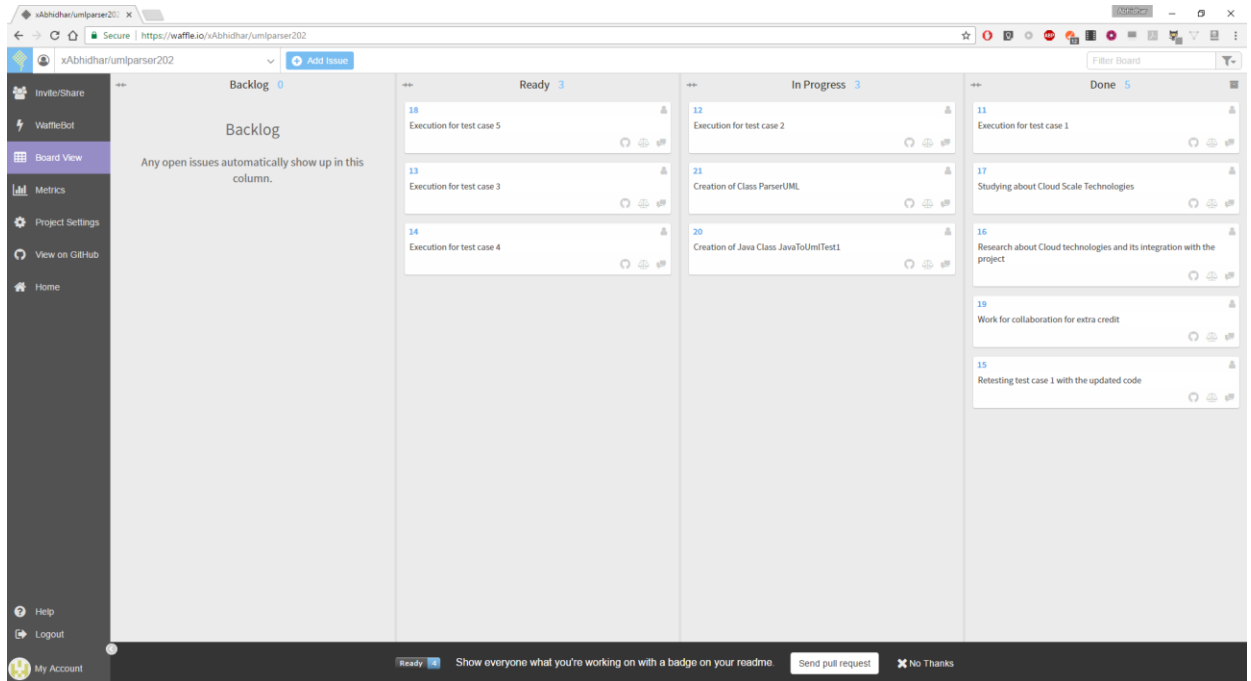 xAbhidhar/umlparser202
Abhidhar
Secure https://waffle.io/xAbhidhar/umlparser202
xAbhidhar/umlparser202
Add Issue
Filter Board
Invite/Share
WaffleBot
Board View
Metrics
Project Settings
View on GitHub
Home
Help
Logout
My Account
Backlog 0
Backlog
Any open issues automatically show up in this
column.
Ready 3
18
Execution for test case 5
13
Execution for test case 3
14
Execution for test case 4
In Progress 3
12
Execution for test case 2
21
Creation of Class ParserUML
20
Creation of Java Class JavaToUmlTest1
Done 5
11
Execution for test case 1
17
Studying about Cloud Scale Technologies
16
Research about Cloud technologies and its integration with the
project
19
Work for collaboration for extra credit
15
Retesting test case 1 with the updated code
Ready 4 Show everyone what you're working on with a badge on your readme. Send pull request No Thanks